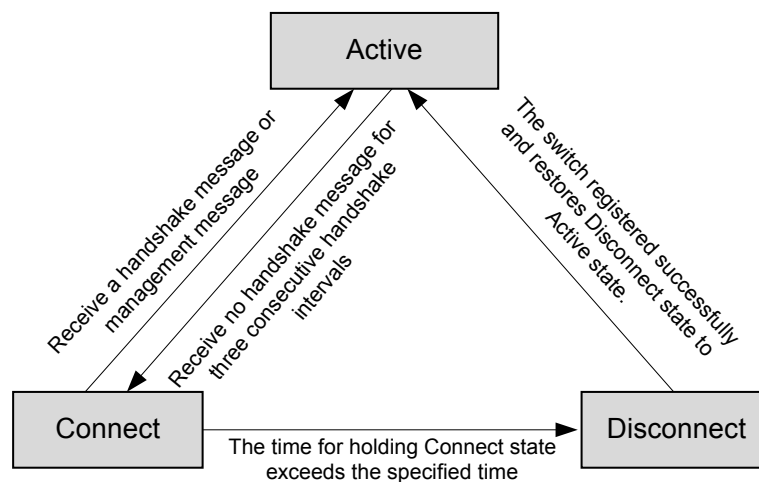 Active
Receive a handshake message or
management message
Receive no handshake message for
three consecutive handshake
intervals
The switch registered successfully
and restores Disconnect state to
Active state.
Connect
Disconnect
The time for holding Connect state
exceeds the specified time